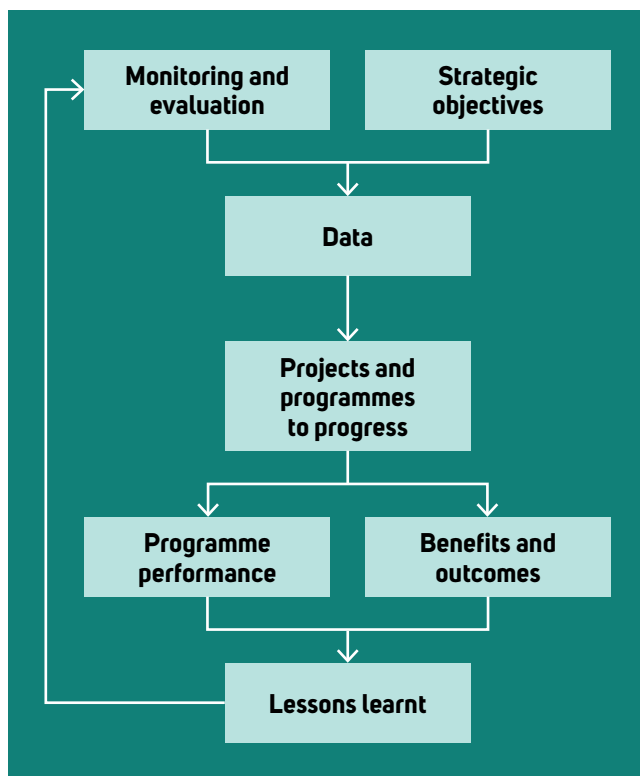 Monitoring and
evaluation
Strategic
objectives
Data
Projects and
programmes
to progress
Programme
performance
Benefits and
outcomes
Lessons learnt